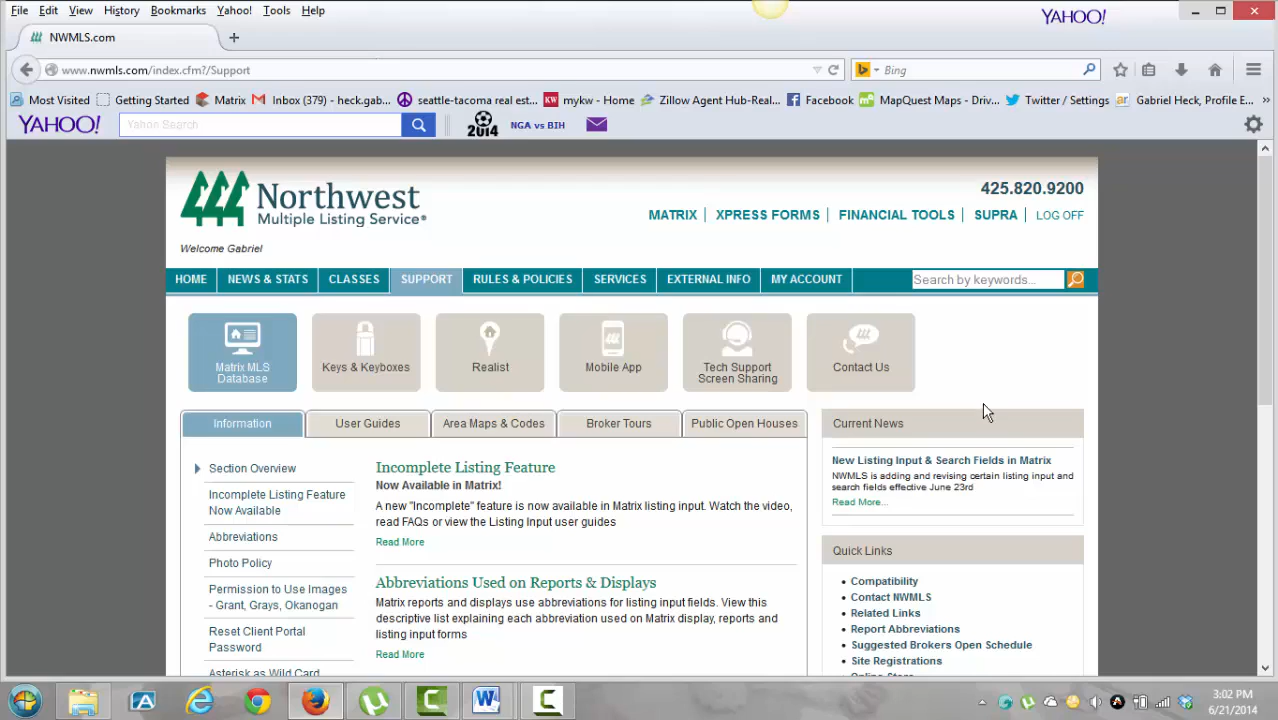 File Edit View History Bookmarks Yahoo! Tools Help
YAHOO!
NWMLS.com
www.nwmls.com/index.cfm?/Support
Bing
Most Visited Getting Started Matrix Inbox (379) - heck.gab... seattle-tacoma real est... mykw - Home Zillow Agent Hub-Real... Facebook MapQuest Maps - Driv... Twitter / Settings Gabriel Heck, Profile E...
YAHOO! Yahoo Search 2014 NGA vs BIH
Northwest
Multiple Listing Service®
425.820.9200
MATRIX | XPRESS FORMS | FINANCIAL TOOLS | SUPRA | LOG OFF
Welcome Gabriel
HOME NEWS & STATS CLASSES SUPPORT RULES & POLICIES SERVICES EXTERNAL INFO MY ACCOUNT Search by keywords...
Matrix MLS
Database
Keys & Keyboxes
Realist
Mobile App
Tech Support
Screen Sharing
Contact Us
Information User Guides Area Maps & Codes Broker Tours Public Open Houses
Section Overview
Incomplete Listing Feature
Now Available
Abbreviations
Photo Policy
Permission to Use Images
- Grant, Grays, Okanogan
Reset Client Portal
Password
Asterisk as Wild Card
Incomplete Listing Feature
Now Available in Matrix!
A new "Incomplete" feature is now available in Matrix listing input. Watch the video,
read FAQs or view the Listing Input user guides
Read More
Abbreviations Used on Reports & Displays
Matrix reports and displays use abbreviations for listing input fields. View this
descriptive list explaining each abbreviation used on Matrix display, reports and
listing input forms
Read More
Current News
New Listing Input & Search Fields in Matrix
NWMLS is adding and revising certain listing input and
search fields effective June 23rd
Read More...
Quick Links
• Compatibility
• Contact NWMLS
• Related Links
• Report Abbreviations
• Suggested Brokers Open Schedule
• Site Registrations
• Online Store
3:02 PM
6/21/2014